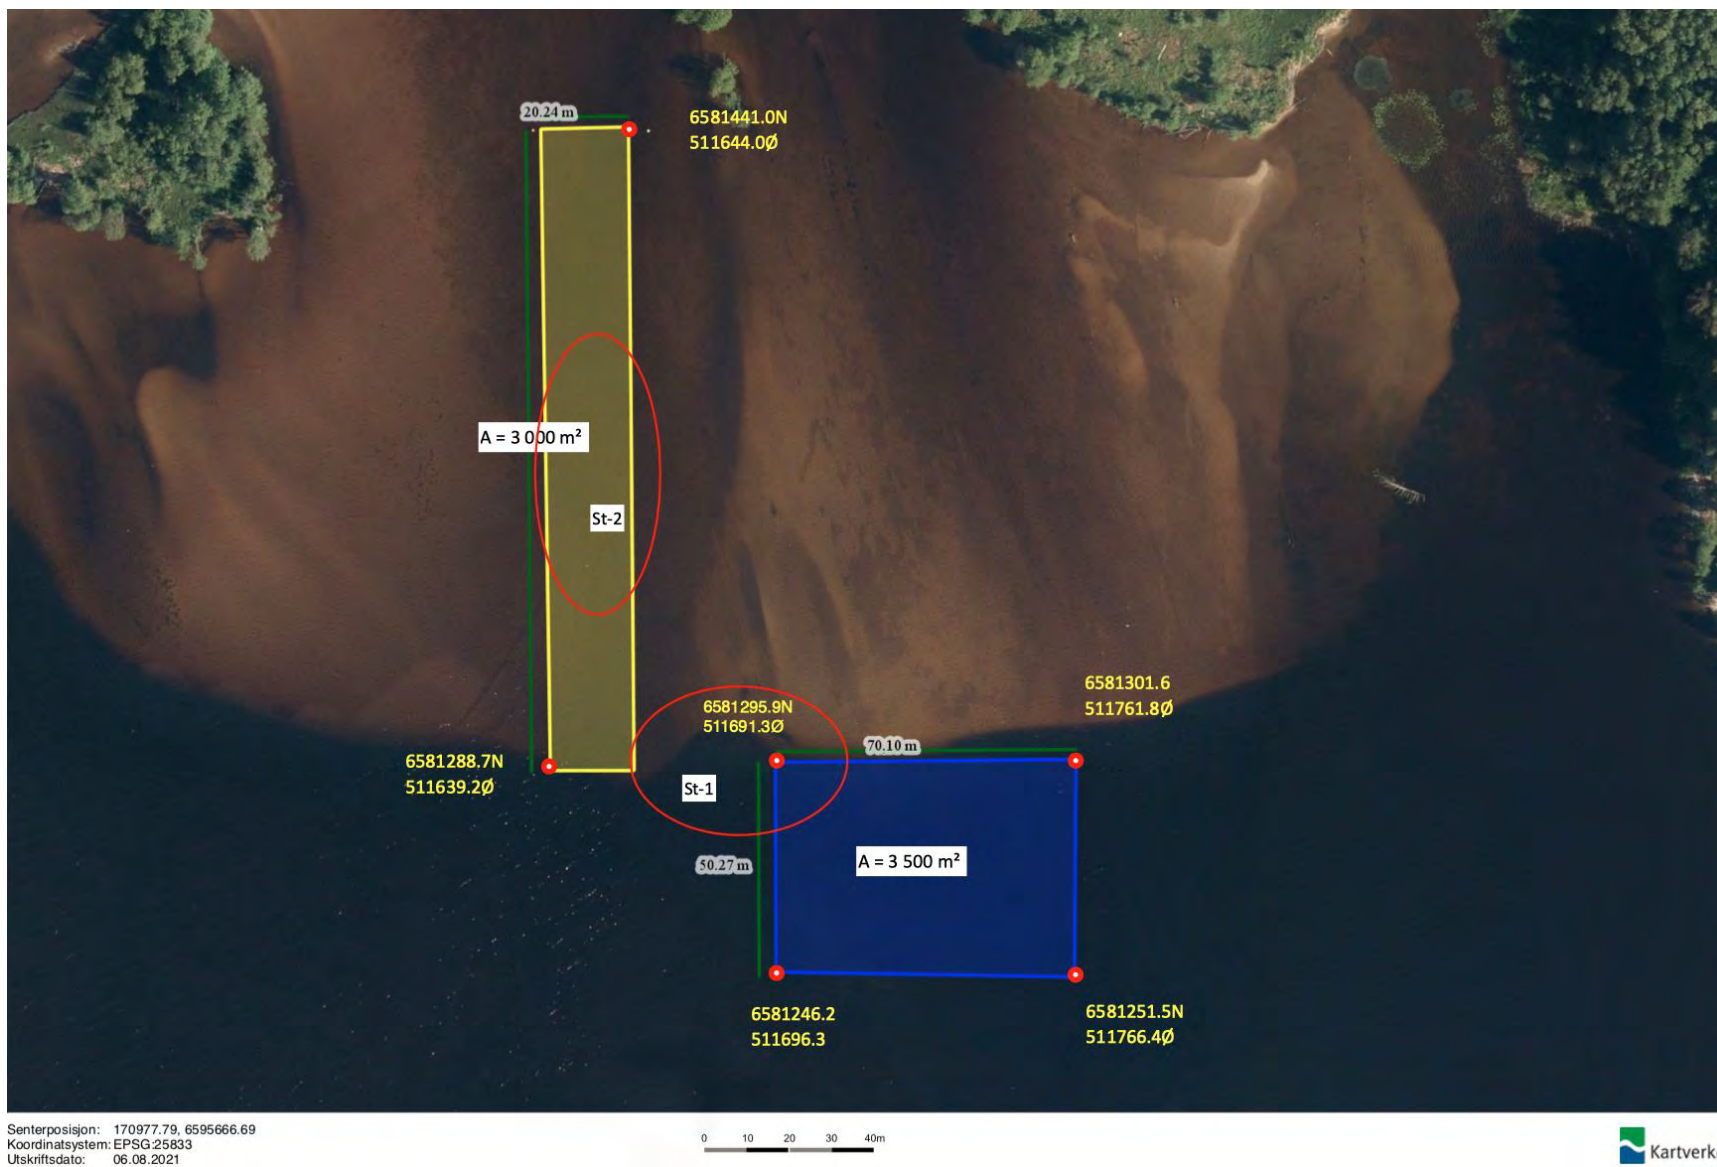 20.24 m
6581441.0N
511644.0Ø
A = 3 000 m²
St-2
6581301.6
511761.8Ø
6581295.9N
511691.3Ø
70.10 m
6581288.7N
511639.2Ø
St-1
50.27 m
A = 3 500 m²
6581246.2
511696.3
6581251.5N
511766.4Ø
Senterposisjon: 170977.79, 6595666.69
Koordinatsystem: EPSG:25833
Utskriftsdato: 06.08.2021
0 10 20 30 40m
Kartverk